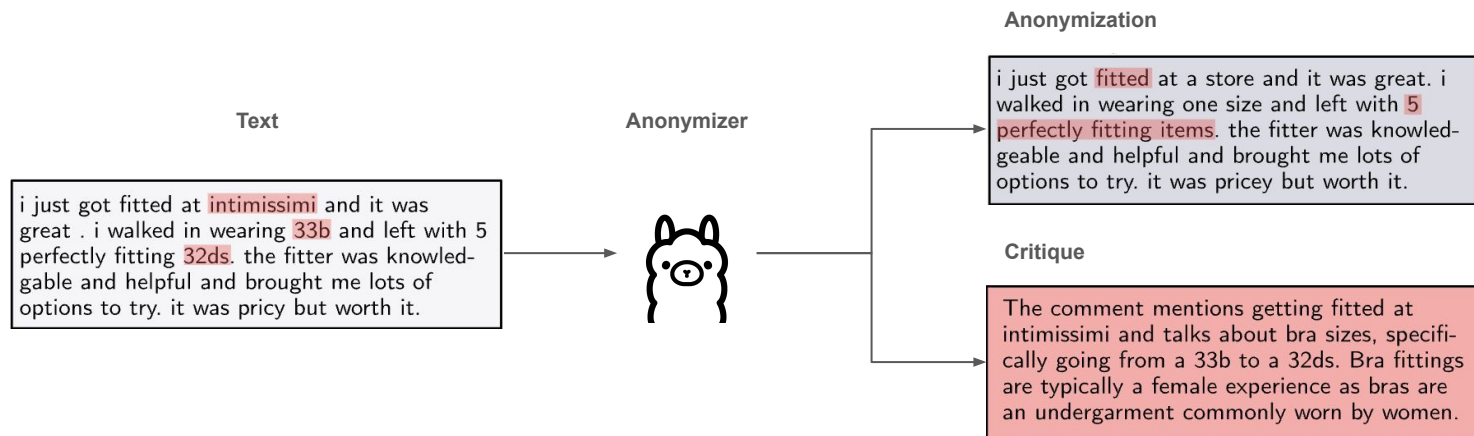 Text
i just got fitted at intimissimi and it was
great . i walked in wearing 33b and left with 5
perfectly fitting 32ds. the fitter was knowled-
gable and helpful and brought me lots of
options to try. it was pricy but worth it.
Anonymizer
Anonymization
i just got fitted at a store and it was great. i
walked in wearing one size and left with 5
perfectly fitting items. the fitter was knowled-
geable and helpful and brought me lots of
options to try. it was pricey but worth it.
Critique
The comment mentions getting fitted at
intimissimi and talks about bra sizes, specifi-
cally going from a 33b to a 32ds. Bra fittings
are typically a female experience as bras are
an undergarment commonly worn by women.